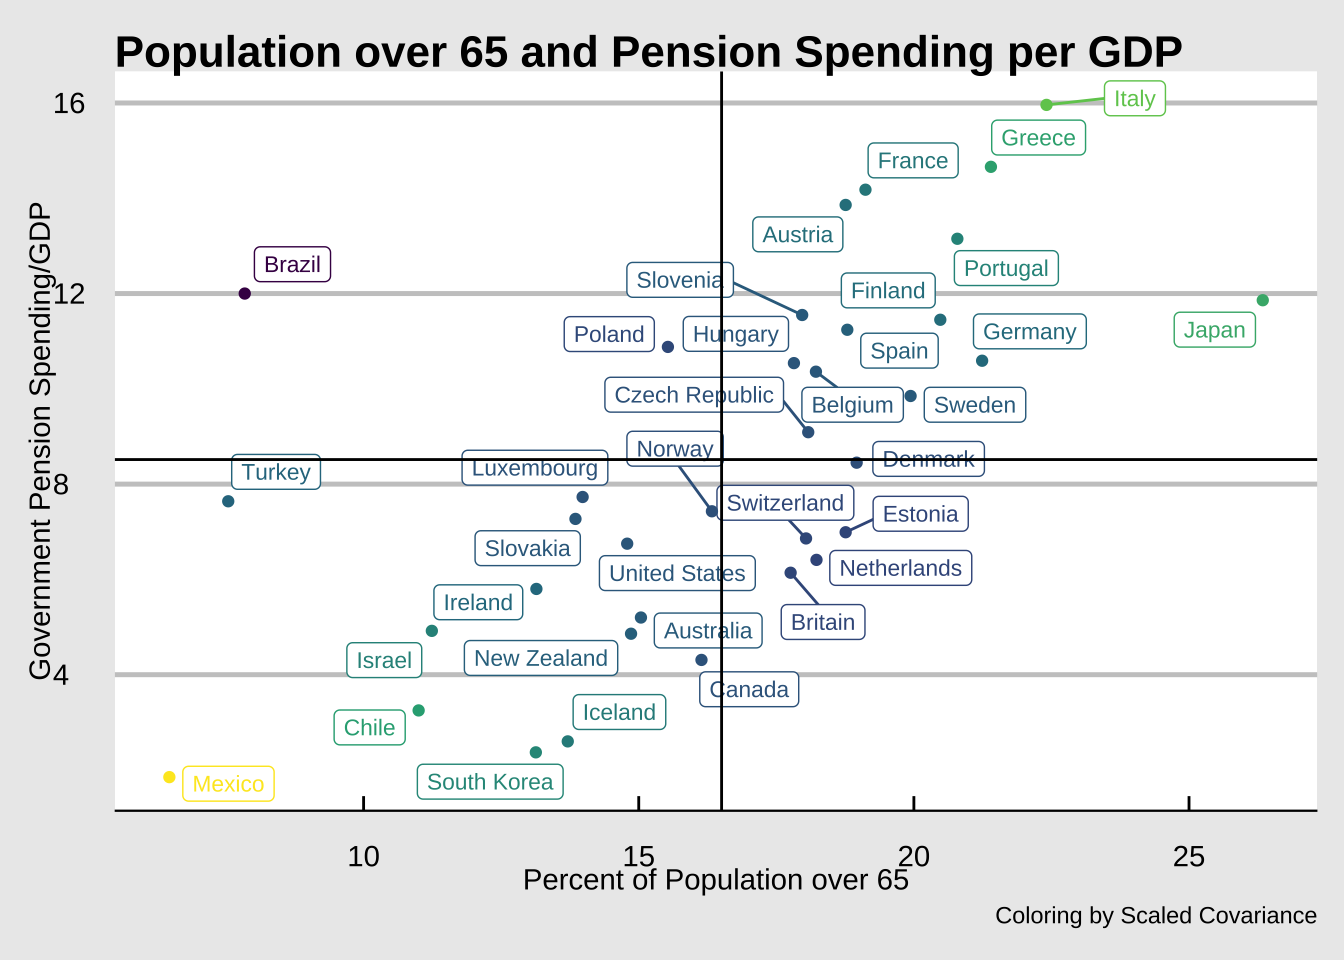 Population over 65 and Pension Spending per GDP
Government Pension Spending/GDP
16
12
8
4
Italy
Greece
France
Austria
Brazil
Portugal
Slovenia
Finland
Japan
Poland
Hungary
Germany
Spain
Czech Republic
Belgium
Sweden
Norway
Denmark
Luxembourg
Turkey
Switzerland
Estonia
Slovakia
United States
Netherlands
Ireland
Britain
Australia
Israel
New Zealand
Canada
Iceland
Chile
South Korea
Mexico
10
15
20
25
Percent of Population over 65
Coloring by Scaled Covariance